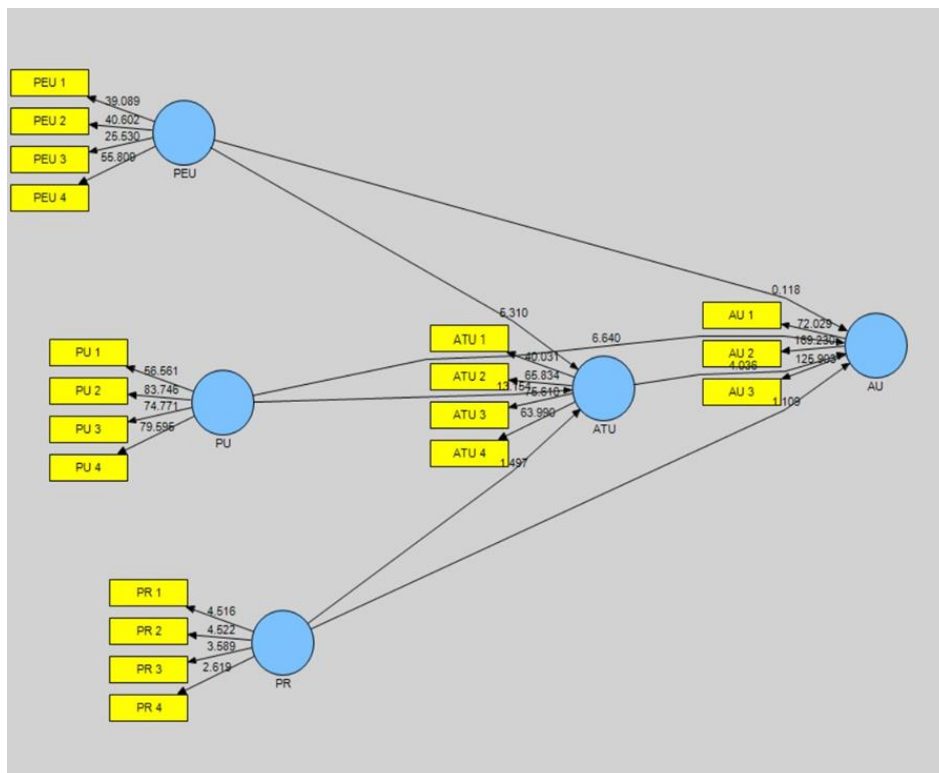 PEU 1
39.089
PEU 2
40.602
PEU 3
25.530
PEU 4
55.809
PEU
0.118
5.310
6.640
PU 1
56.561
PU 2
83.746
PU 3
74.771
PU 4
79.595
PU
13.154
ATU 1
40.031
ATU 2
65.834
ATU 3
75.610
ATU 4
63.990
ATU
1.497
AU 1
72.029
AU 2
169.230
AU 3
125.903
4.036
AU
1.109
PR 1
4.516
PR 2
4.522
PR 3
3.589
PR 4
2.619
PR